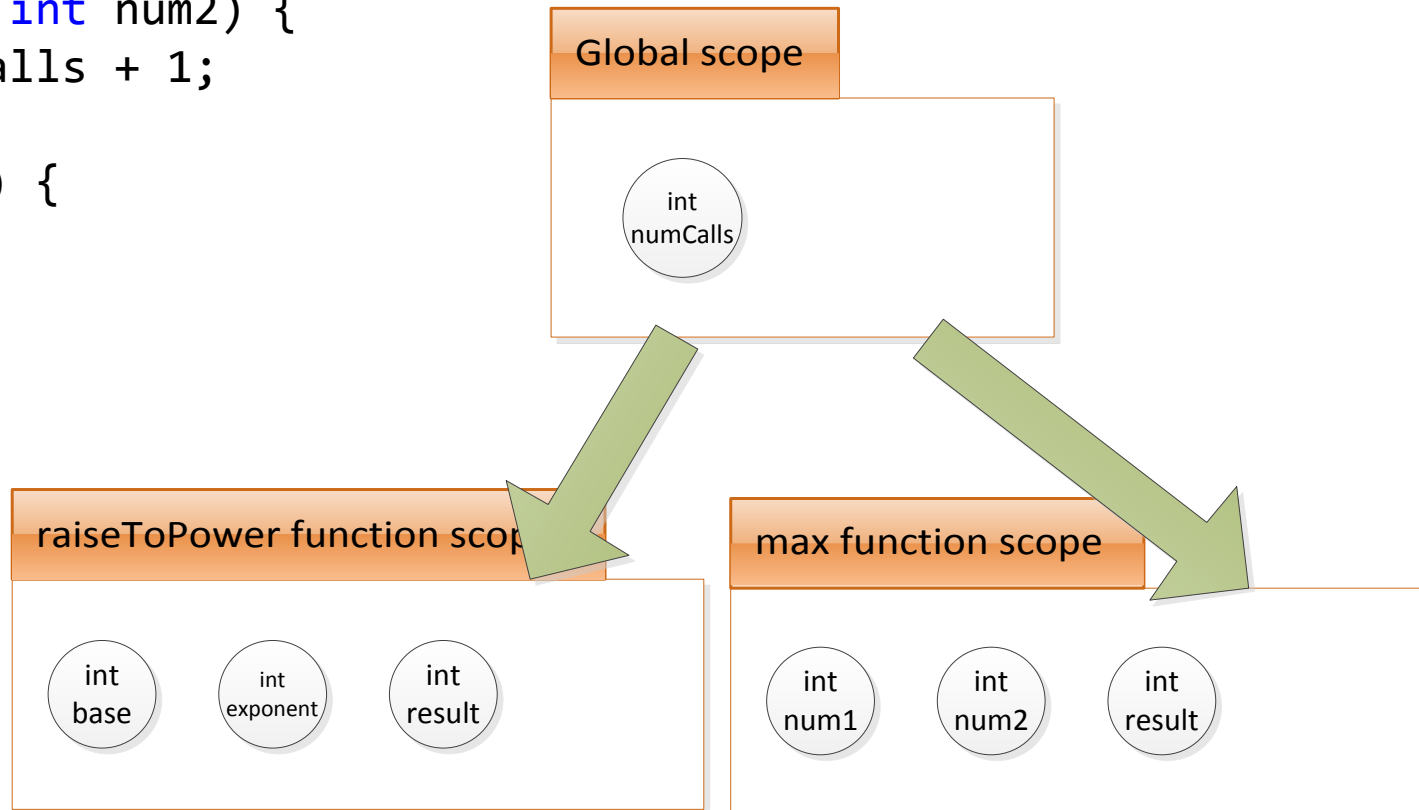 int num2) {
alls + 1;
) {
Global scope
int
numCalls
raiseToPower function scop
int
base
int
exponent
int
result
max function scope
int
num1
int
num2
int
result